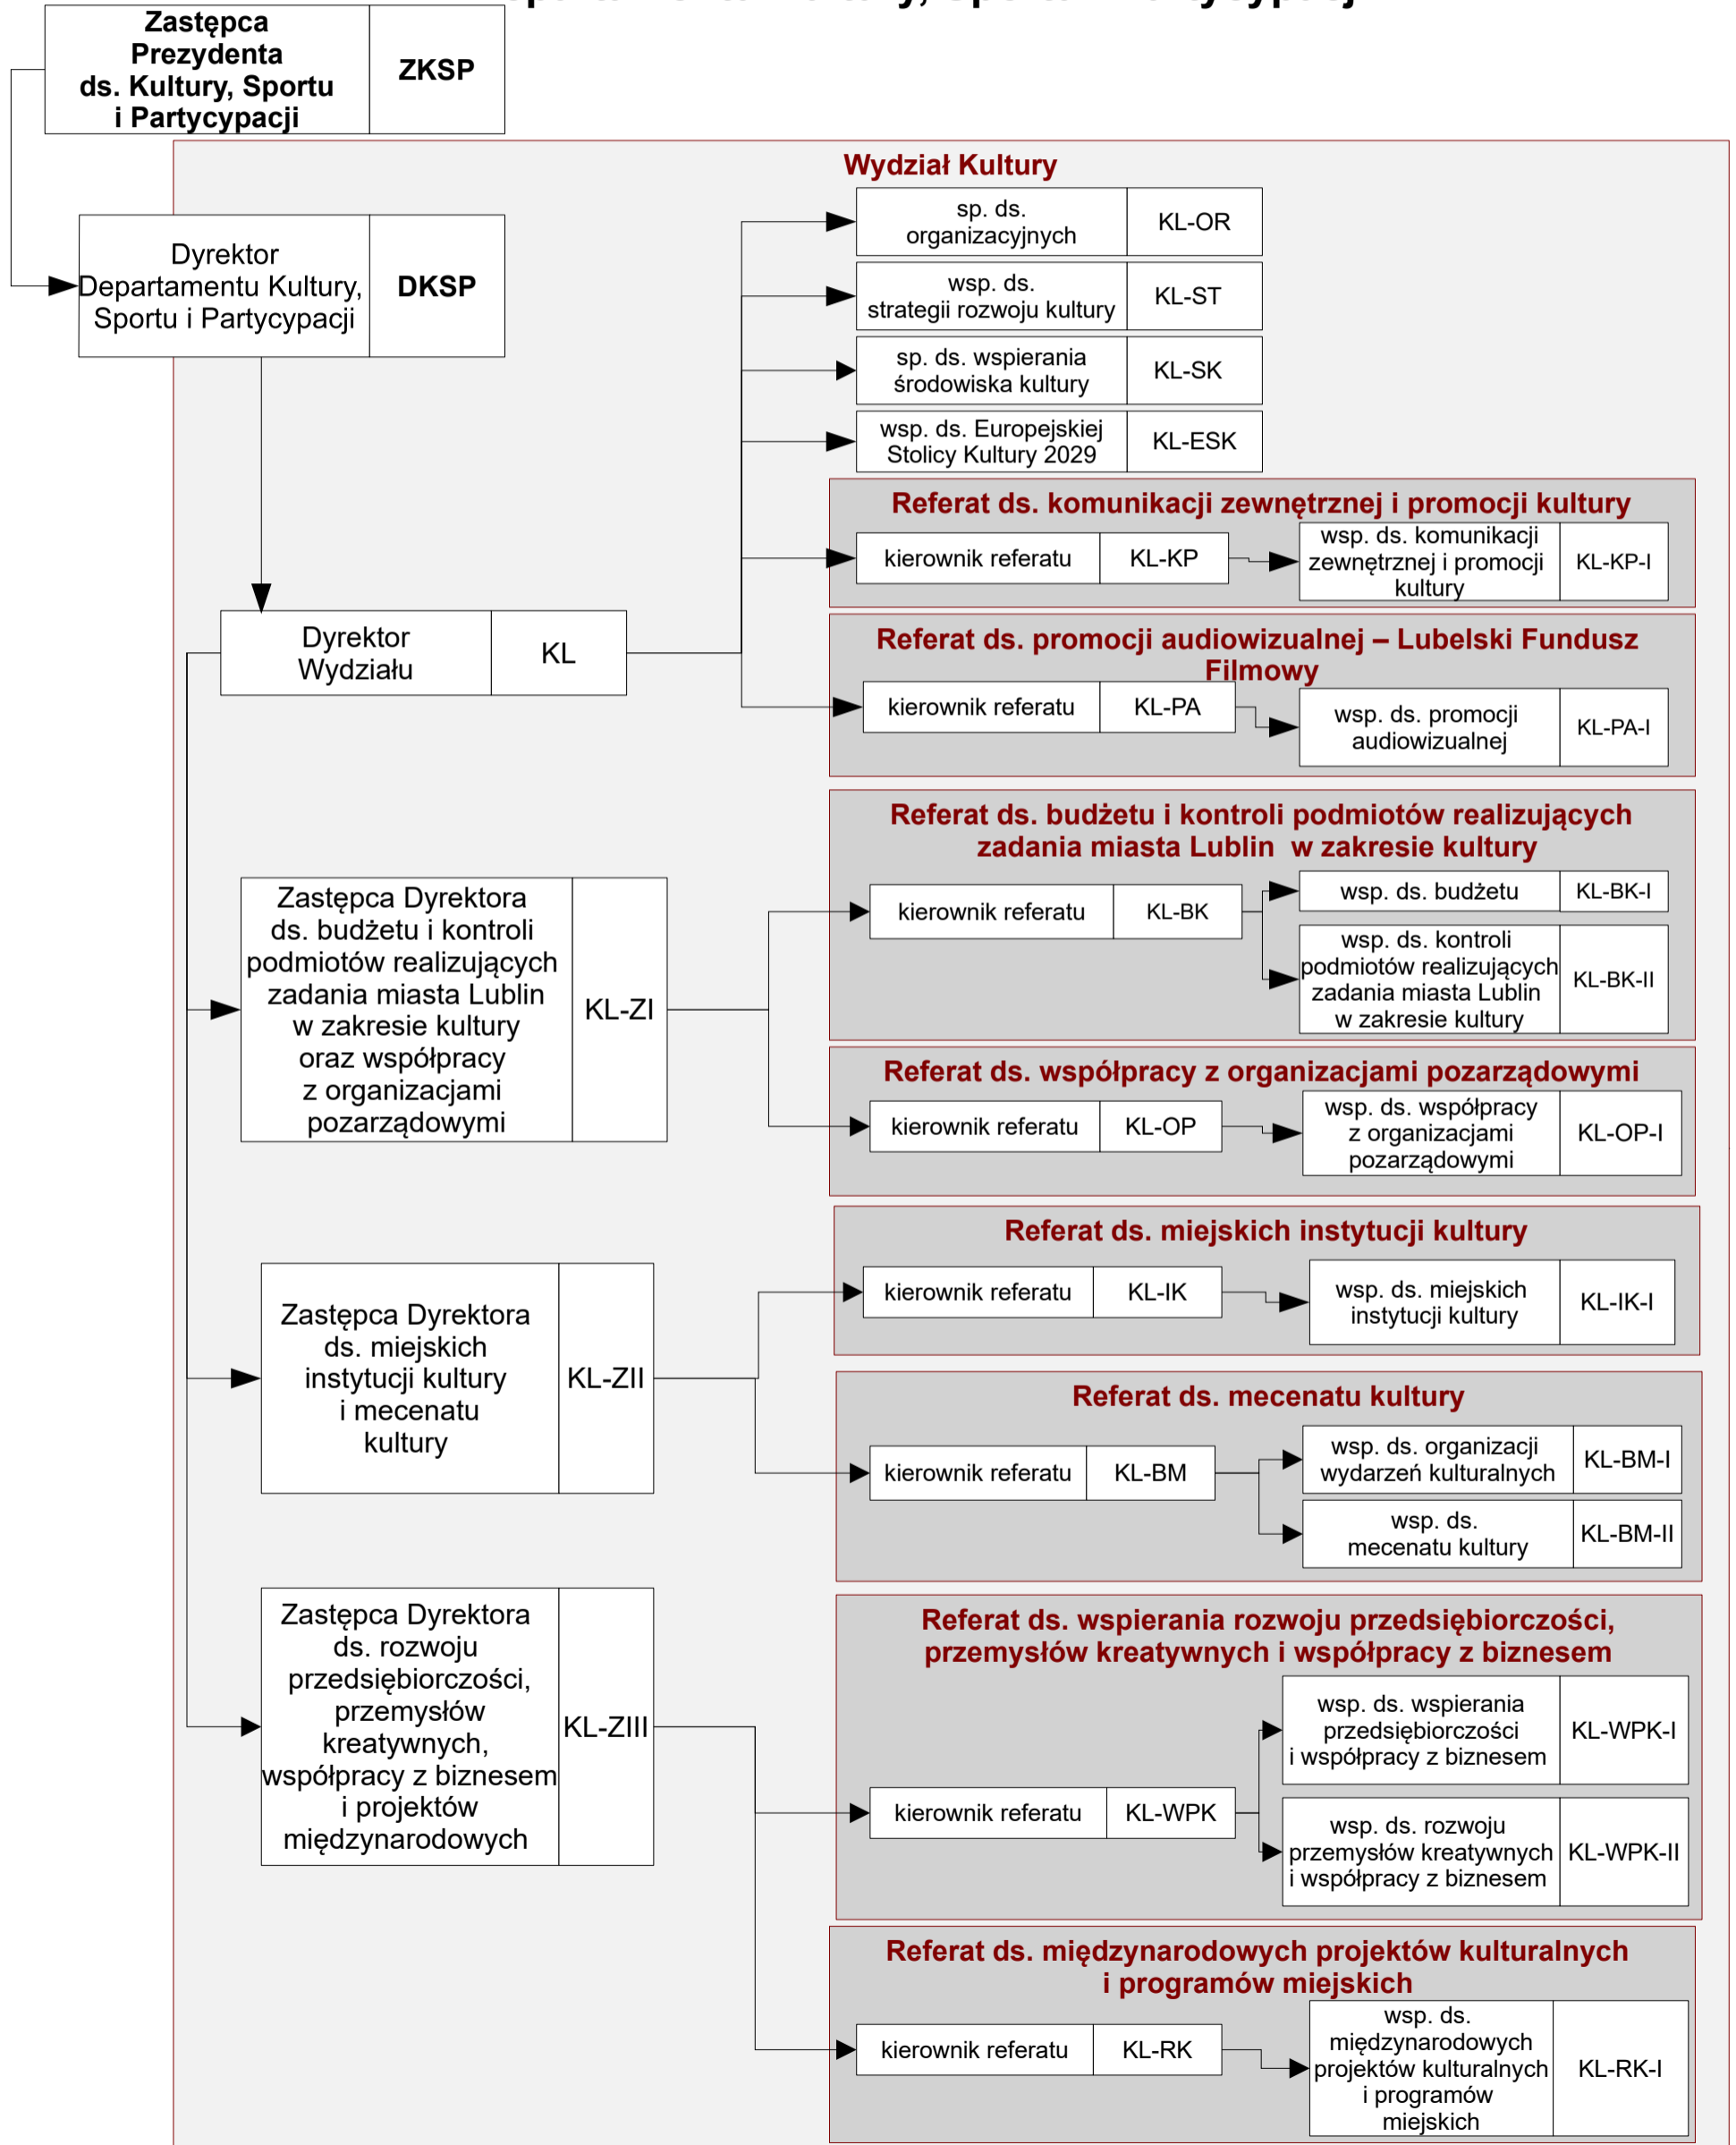 Zastępca
Prezydenta
ds. Kultury, Sportu
i Partycypacji
ZKSP
Wydział Kultury
Dyrektor
Departamentu Kultury,
Sportu i Partycypacji
DKSP
sp. ds.
organizacyjnych
KL-OR
wsp. ds.
strategii rozwoju kultury
KL-ST
sp. ds. wspierania
środowiska kultury
KL-SK
wsp. ds. Europejskiej
Stolicy Kultury 2029
KL-ESK
Referat ds. komunikacji zewnętrznej i promocji kultury
kierownik referatu
KL-KP
wsp. ds. komunikacji
zewnętrznej i promocji
kultury
KL-KP-I
Dyrektor
Wydziału
KL
Referat ds. promocji audiowizualnej – Lubelski Fundusz
Filmowy
kierownik referatu
KL-PA
wsp. ds. promocji
audiowizualnej
KL-PA-I
Zastępca Dyrektora
ds. budżetu i kontroli
podmiotów realizujących
zadania miasta Lublin
w zakresie kultury
oraz współpracy
z organizacjami
pozarządowymi
KL-ZI
Referat ds. budżetu i kontroli podmiotów realizujących
zadania miasta Lublin w zakresie kultury
kierownik referatu
KL-BK
wsp. ds. budżetu
KL-BK-I
wsp. ds. kontroli
podmiotów realizujących
zadania miasta Lublin
w zakresie kultury
KL-BK-II
Referat ds. współpracy z organizacjami pozarządowymi
kierownik referatu
KL-OP
wsp. ds. współpracy
z organizacjami
pozarządowymi
KL-OP-I
Zastępca Dyrektora
ds. miejskich
instytucji kultury
i mecenatu
kultury
KL-ZII
Referat ds. miejskich instytucji kultury
kierownik referatu
KL-IK
wsp. ds. miejskich
instytucji kultury
KL-IK-I
Referat ds. mecenatu kultury
kierownik referatu
KL-BM
wsp. ds. organizacji
wydarzeń kulturalnych
KL-BM-I
wsp. ds.
mecenatu kultury
KL-BM-II
Zastępca Dyrektora
ds. rozwoju
przedsiębiorczości,
przemysłów
kreatywnych,
współpracy z biznesem
i projektów
międzynarodowych
KL-ZIII
Referat ds. wspierania rozwoju przedsiębiorczości,
przemysłów kreatywnych i współpracy z biznesem
kierownik referatu
KL-WPK
wsp. ds. wspierania
przedsiębiorczości
i współpracy z biznesem
KL-WPK-I
wsp. ds. rozwoju
przemysłów kreatywnych
i współpracy z biznesem
KL-WPK-II
Referat ds. międzynarodowych projektów kulturalnych
i programów miejskich
kierownik referatu
KL-RK
wsp. ds.
międzynarodowych
projektów kulturalnych
i programów
miejskich
KL-RK-I